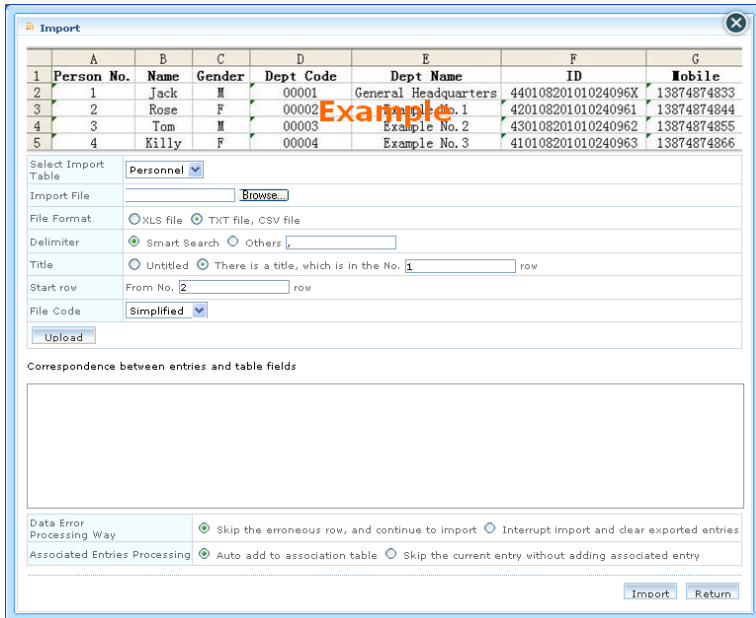 Import
A B C D E F G
1 Person No. Name Gender Dept Code Dept Name ID Mobile
2 1 Jack M 00001 General Headquarters 44010820101024096X 13874874833
3 2 Rose F 00002 Example No.1 420108201010240961 13874874844
Example
4 3 Tom M 00003 Example No.2 430108201010240962 13874874855
5 4 Killy F 00004 Example No.3 410108201010240963 13874874866
Select Import Table Personnel
Import File Browse...
File Format XLS file TXT file, CSV file
Delimiter Smart Search Others ,
Title Untitled There is a title, which is in the No. 1 row
Start row From No. 2 row
File Code Simplified
Upload
Correspondence between entries and table fields
Data Error Processing Way Skip the erroneous row, and continue to import Interrupt import and clear exported entries
Associated Entries Processing Auto add to association table Skip the current entry without adding associated entry
Import Return